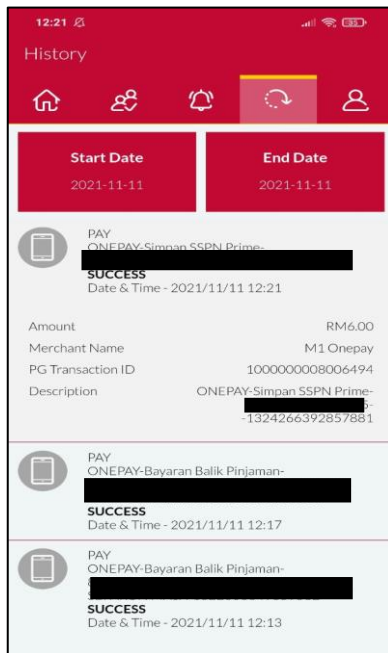 12:21
History
Start Date
2021-11-11
End Date
2021-11-11
PAY
ONEPAY-Simpan SSPN Prime-
SUCCESS
Date & Time - 2021/11/11 12:21
Amount RM6.00
Merchant Name M1 Onepay
PG Transaction ID 1000000008006494
Description ONEPAY-Simpan SSPN Prime-
-1324266392857881
PAY
ONEPAY-Bayaran Balik Pinjaman-
SUCCESS
Date & Time - 2021/11/11 12:17
PAY
ONEPAY-Bayaran Balik Pinjaman-
SUCCESS
Date & Time - 2021/11/11 12:13